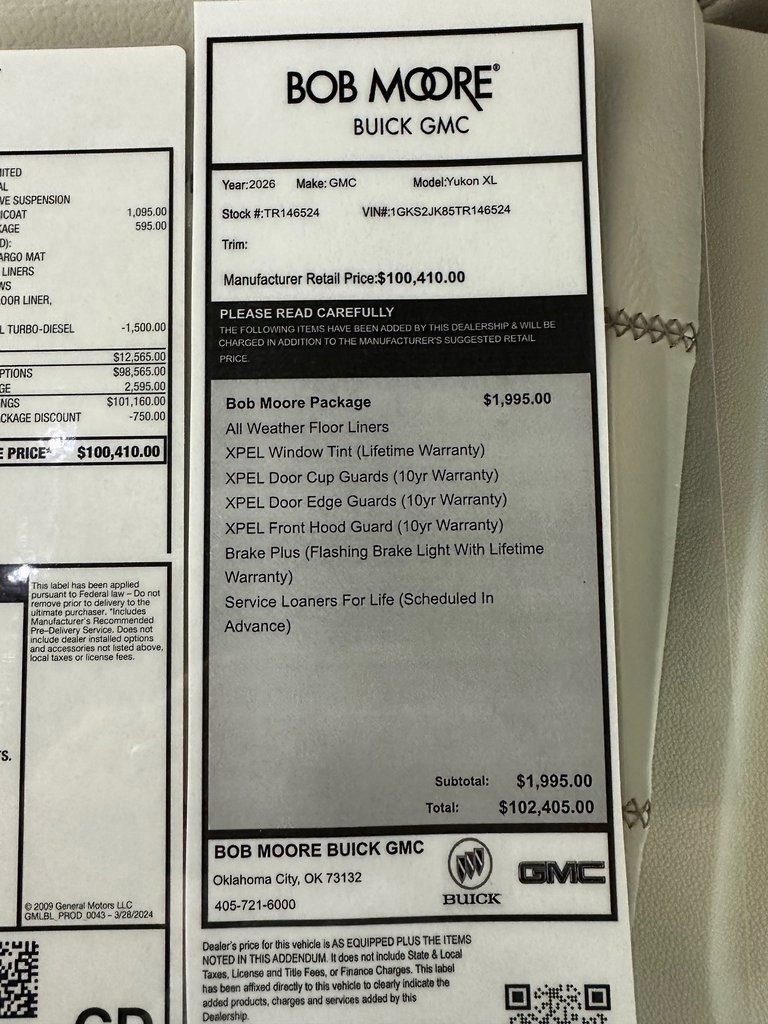 MITED
AL
VE SUSPENSION
ICOAT 1,095.00
AGE 595.00
D):
ARGO MAT
LINERS
WS
OOR LINER,
L TURBO-DIESEL -1,500.00
$12,565.00
PTIONS $98,565.00
GE 2,595.00
NGS $101,160.00
CKAGE DISCOUNT -750.00
E PRICE* $100,410.00
This label has been applied
pursuant to Federal law – Do not
remove prior to delivery to the
ultimate purchaser. *Includes
Manufacturer's Recommended
Pre-Delivery Service. Does not
include dealer installed options
and accessories not listed above,
local taxes or license fees.
TS.
© 2009 General Motors LLC
GMLBL_PROD_0043 – 3/28/2024
BOB MOORE®
BUICK GMC
Year:2026 Make: GMC Model:Yukon XL
Stock #:TR146524 VIN#:1GKS2JK85TR146524
Trim:
Manufacturer Retail Price:$100,410.00
PLEASE READ CAREFULLY
THE FOLLOWING ITEMS HAVE BEEN ADDED BY THIS DEALERSHIP & WILL BE
CHARGED IN ADDITION TO THE MANUFACTURER'S SUGGESTED RETAIL
PRICE.
Bob Moore Package $1,995.00
All Weather Floor Liners
XPEL Window Tint (Lifetime Warranty)
XPEL Door Cup Guards (10yr Warranty)
XPEL Door Edge Guards (10yr Warranty)
XPEL Front Hood Guard (10yr Warranty)
Brake Plus (Flashing Brake Light With Lifetime
Warranty)
Service Loaners For Life (Scheduled In
Advance)
Subtotal: $1,995.00
Total: $102,405.00
BOB MOORE BUICK GMC
Oklahoma City, OK 73132
405-721-6000
BUICK
GMC
Dealer's price for this vehicle is AS EQUIPPED PLUS THE ITEMS
NOTED IN THIS ADDENDUM. It does not include State & Local
Taxes, License and Title Fees, or Finance Charges. This label
has been affixed directly to this vehicle to clearly indicate the
added products, charges and services added by this
Dealership.